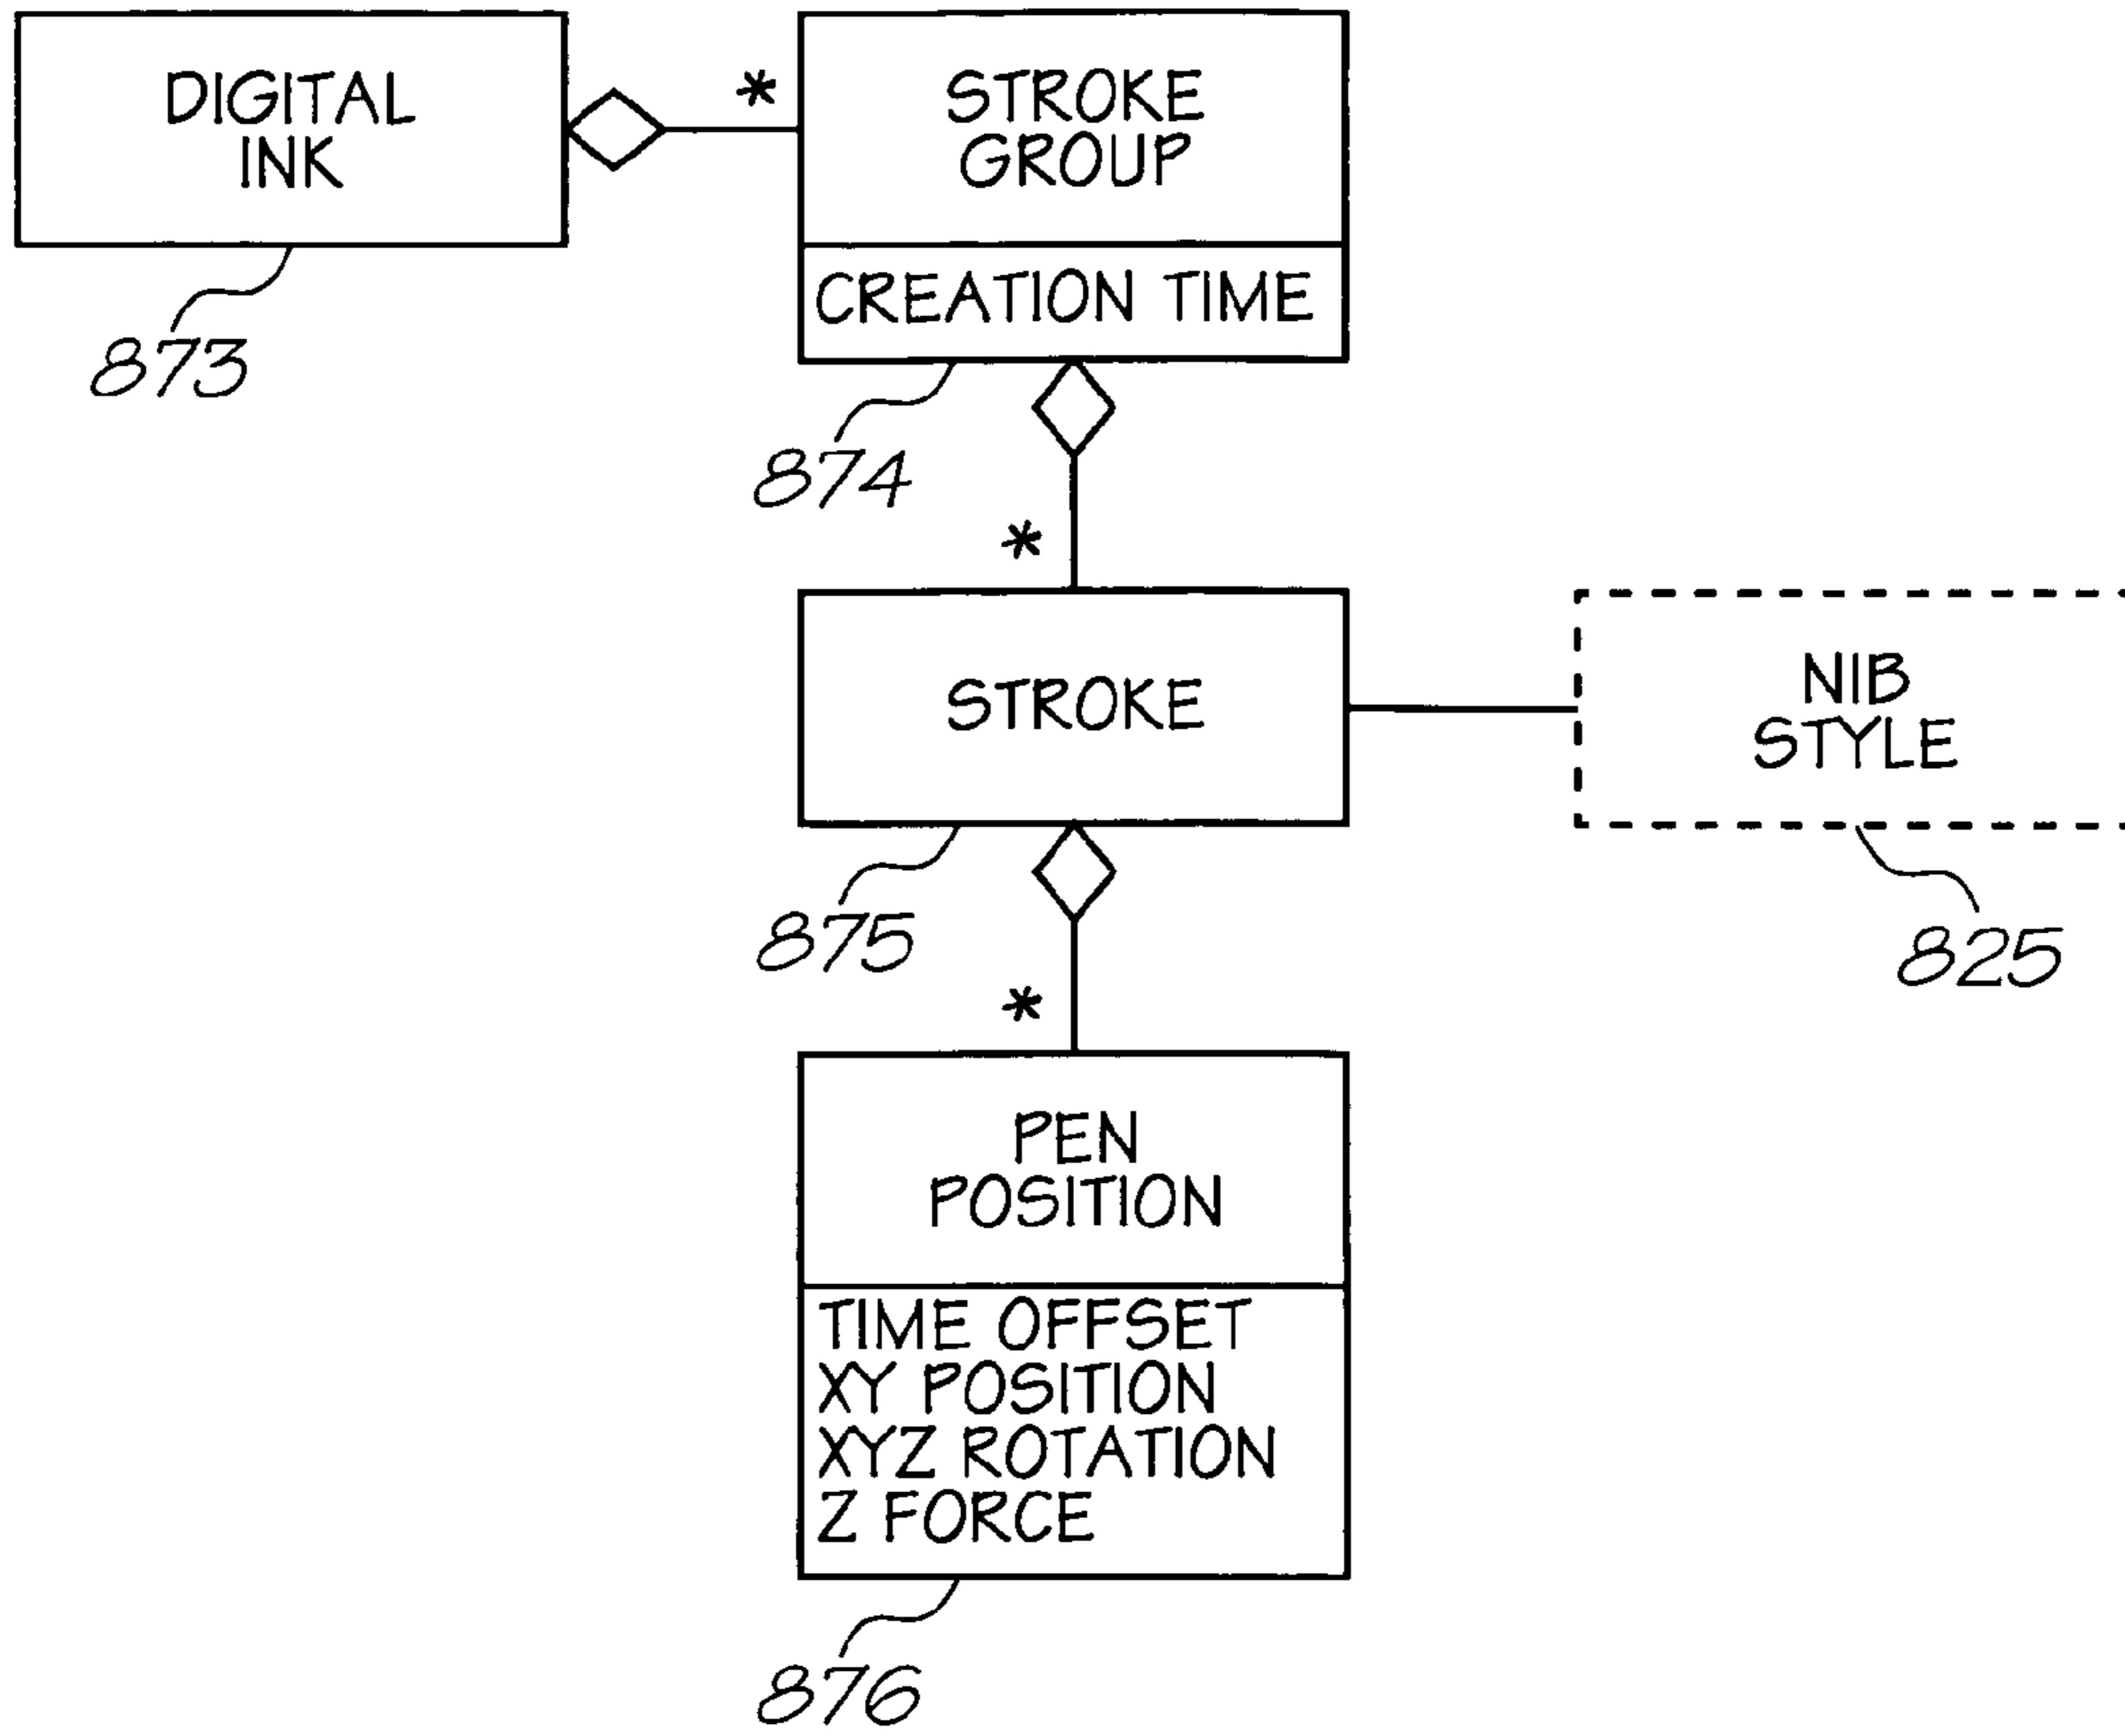 DIGITAL
INK
873
*
STROKE
GROUP
CREATION TIME
874
*
STROKE
875
NIB
STYLE
825
*
PEN
POSITION
TIME OFFSET
XY POSITION
XYZ ROTATION
Z FORCE
876